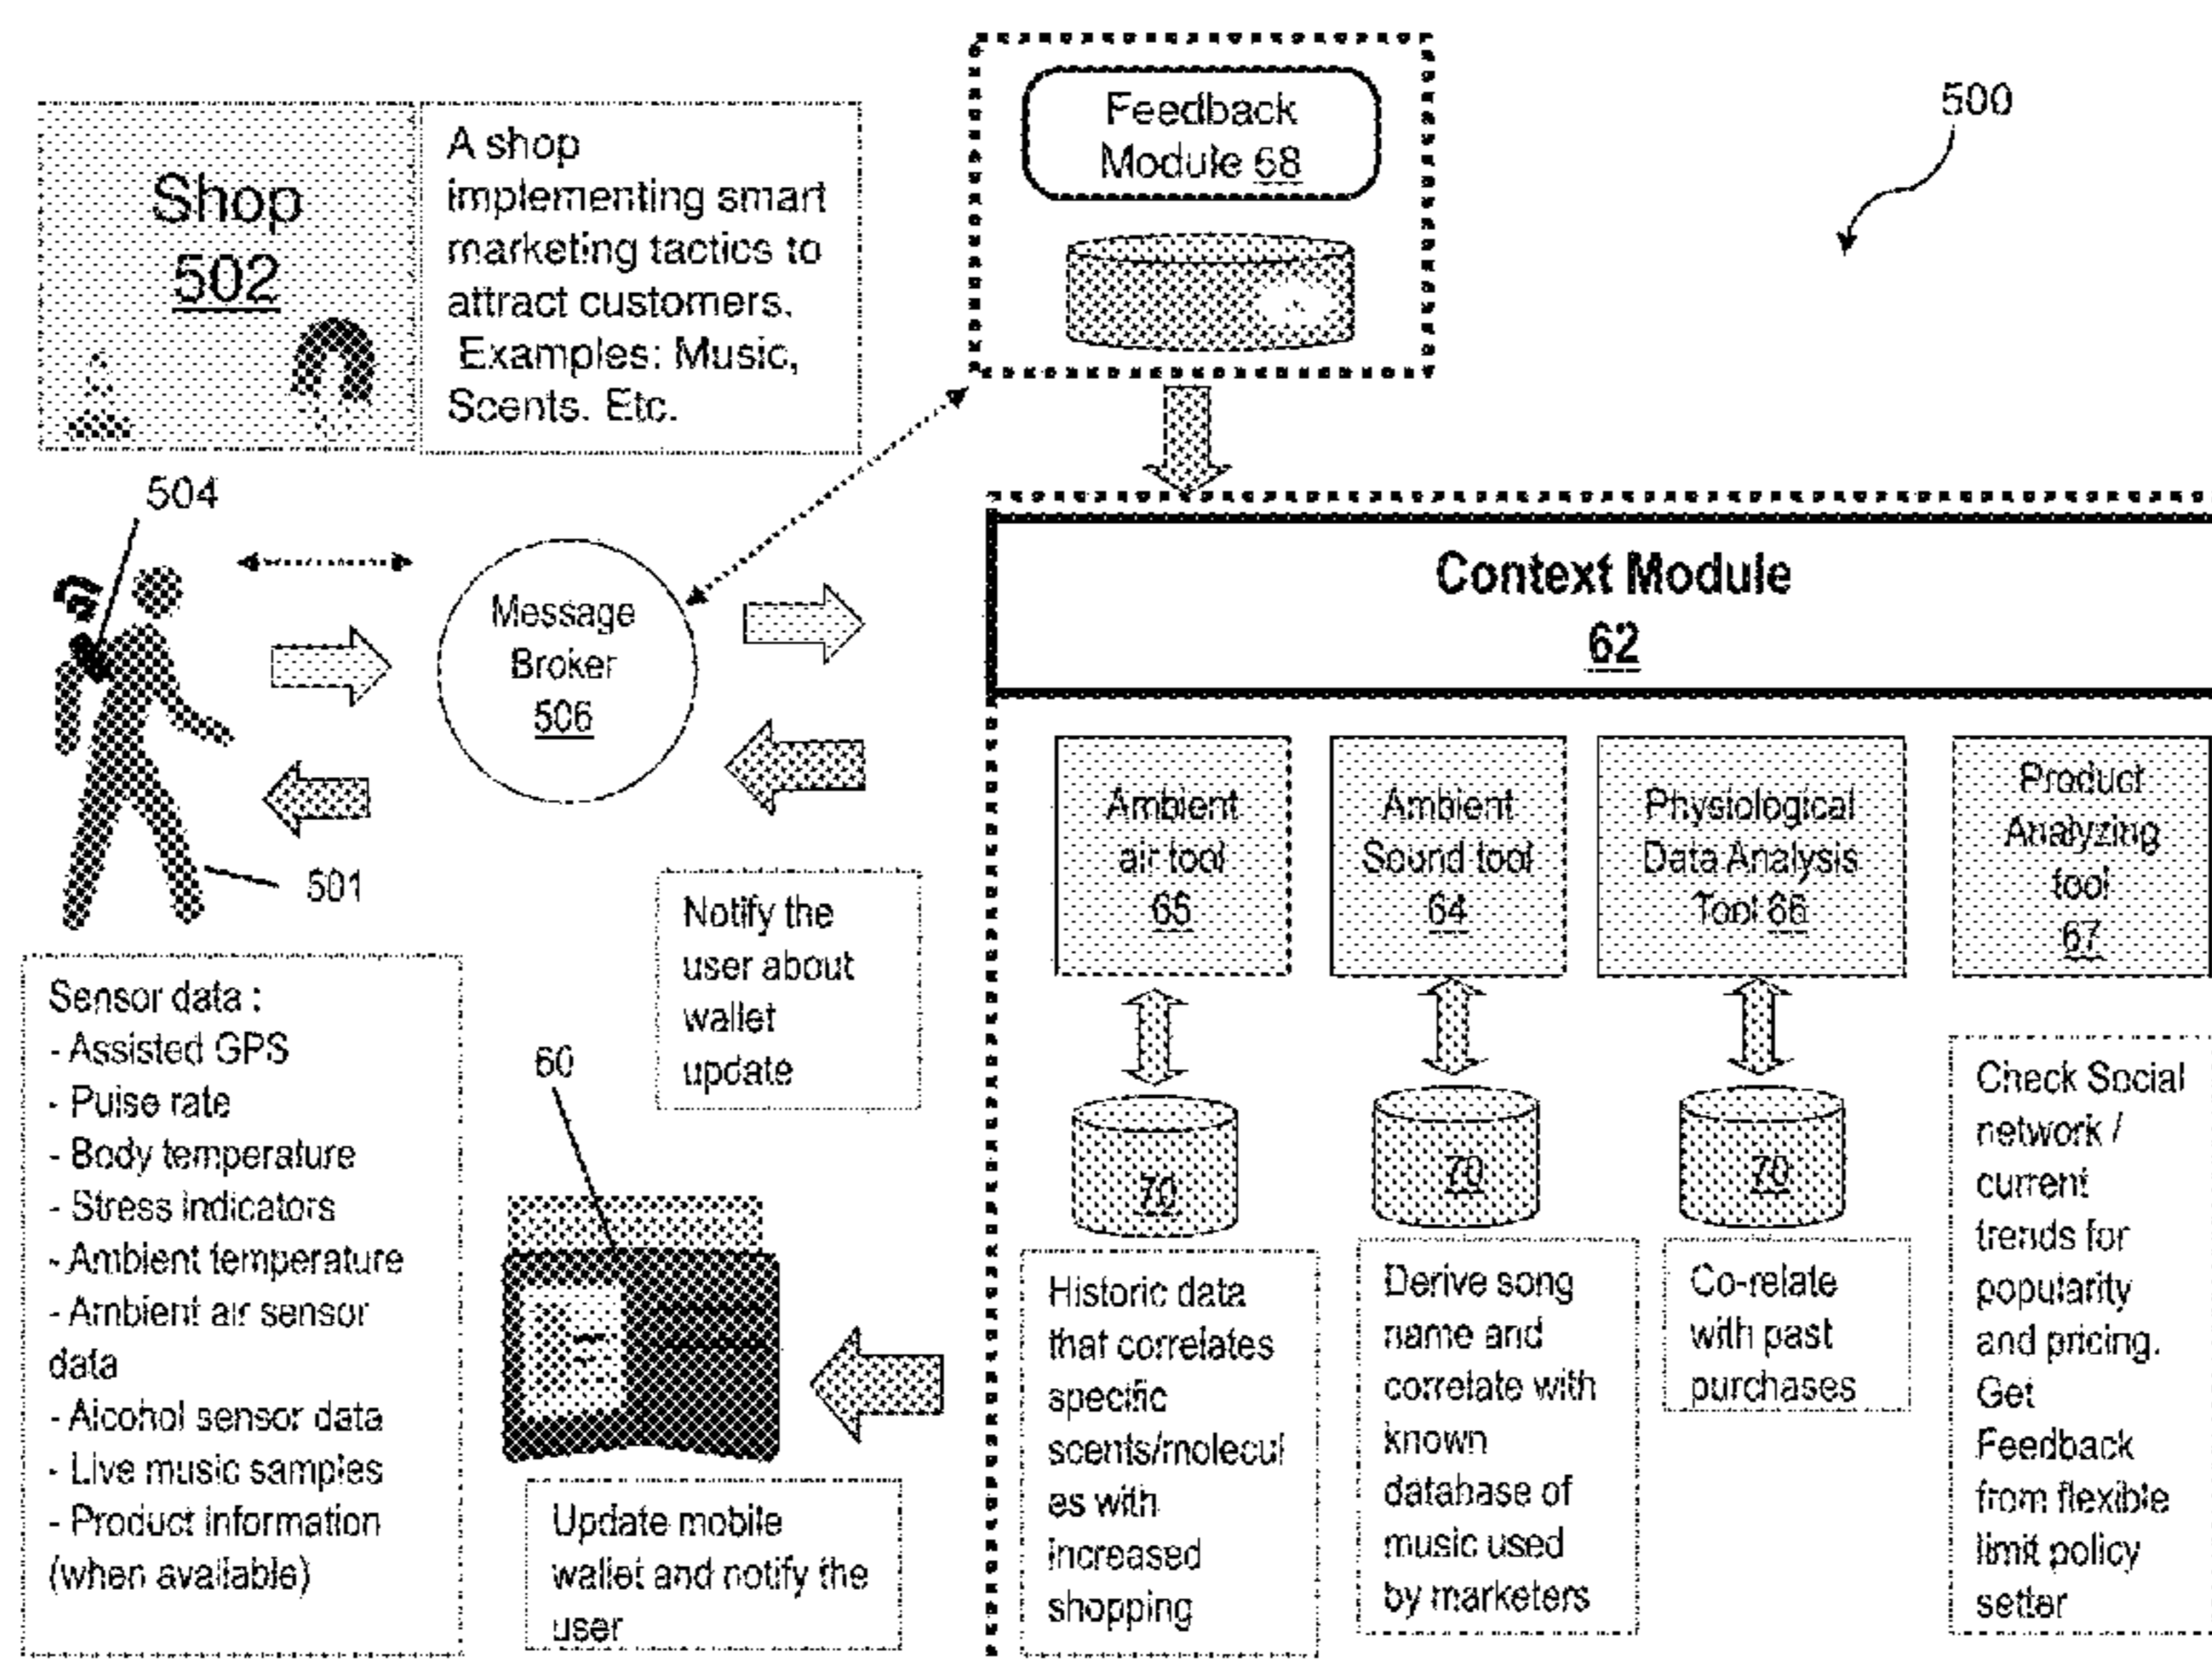 Shop
502
A shop
implementing smart
marketing tactics to
attract customers.
Examples: Music,
Scents. Etc.
Feedback
Module 68
500
504
Message
Broker
506
501
Context Module
62
Ambient
air tool
65
Ambient
Sound tool
64
Physiological
Data Analysis
Tool 66
Product
Analyzing
tool
67
Sensor data :
- Assisted GPS
- Pulse rate
- Body temperature
- Stress indicators
- Ambient temperature
- Ambient air sensor
data
- Alcohol sensor data
- Live music samples
- Product information
(when available)
Notify the
user about
wallet
update
60
Update mobile
wallet and notify the
user
70
70
70
Historic data
that correlates
specific
scents/molecul
es with
increased
shopping
Derive song
name and
correlate with
known
database of
music used
by marketers
Co-relate
with past
purchases
Check Social
network /
current
trends for
popularity
and pricing.
Get
Feedback
from flexible
limit policy
setter